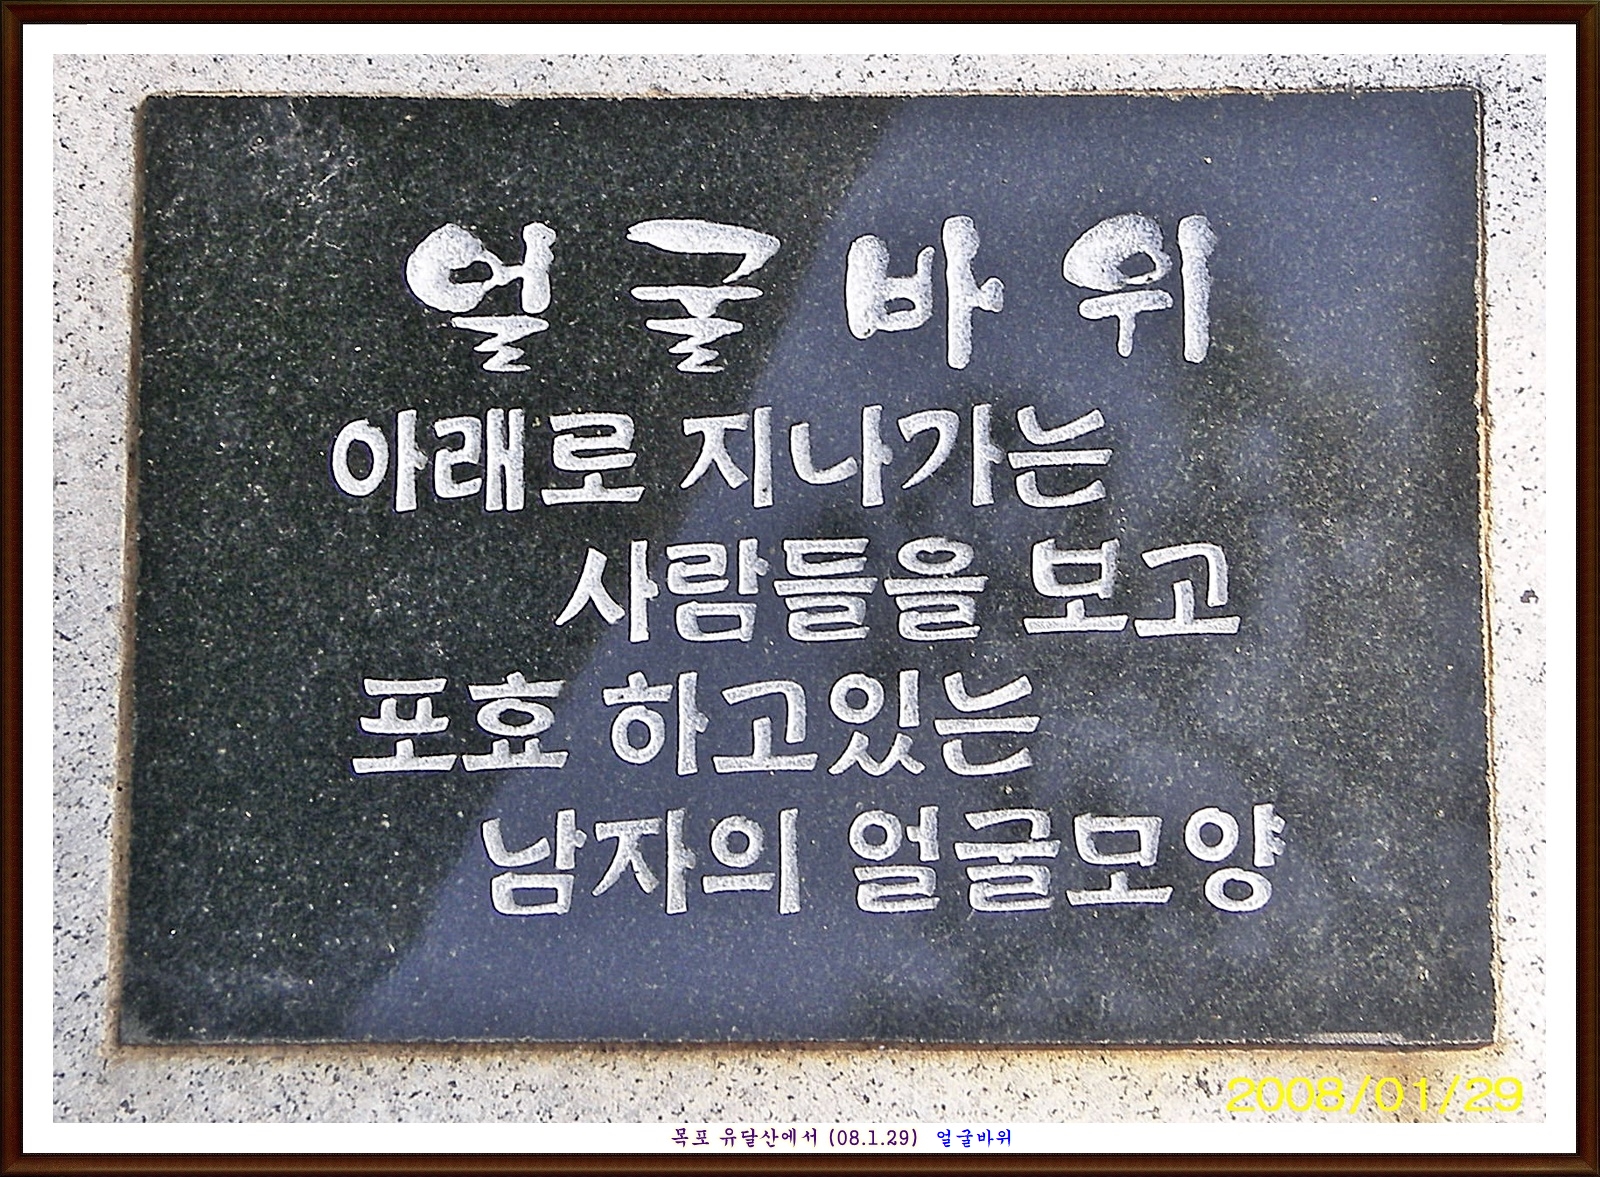 얼굴바위
아래로 지나가는
사람들을 보고
포효 하고있는
남자의 얼굴모양
2008/01/29
목포 유달산에서 (08.1.29) 얼굴바위